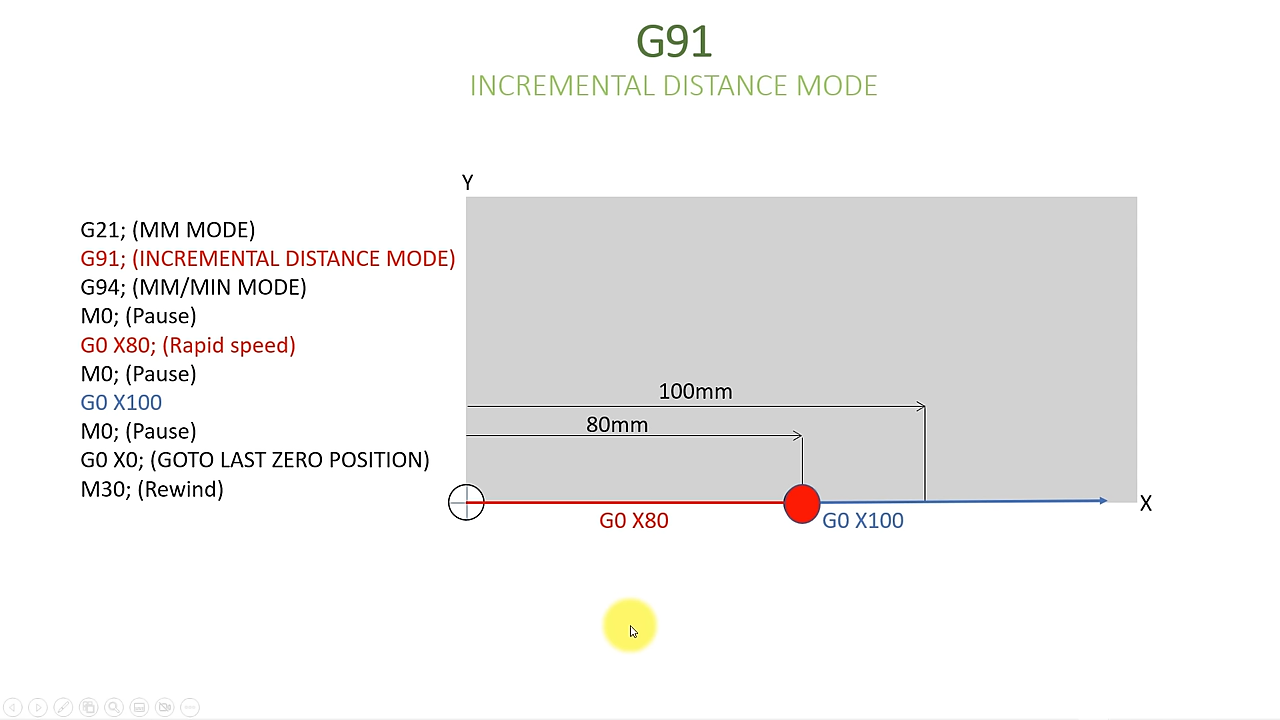 G91
INCREMENTAL DISTANCE MODE
Y
G21; (MM MODE)
G91; (INCREMENTAL DISTANCE MODE)
G94; (MM/MIN MODE)
M0; (Pause)
G0 X80; (Rapid speed)
M0; (Pause)
G0 X100
M0; (Pause)
G0 X0; (GOTO LAST ZERO POSITION)
M30; (Rewind)
100mm
80mm
X
G0 X80
G0 X100